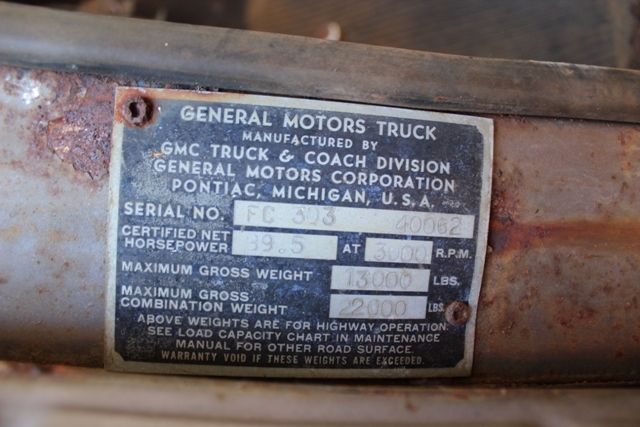 GENERAL MOTORS TRUCK
MANUFACTURED BY
GMC TRUCK & COACH DIVISION
GENERAL MOTORS CORPORATION
PONTIAC, MICHIGAN, U.S.A.
SERIAL NO. FC 303 40062
CERTIFIED NET
HORSEPOWER 89.5 AT 3000 R.P.M.
MAXIMUM GROSS WEIGHT 13000 LBS.
MAXIMUM GROSS
COMBINATION WEIGHT 22000 LBS.
ABOVE WEIGHTS ARE FOR HIGHWAY OPERATION
SEE LOAD CAPACITY CHART IN MAINTENANCE
MANUAL FOR OTHER ROAD SURFACE.
WARRANTY VOID IF THESE WEIGHTS ARE EXCEEDED.